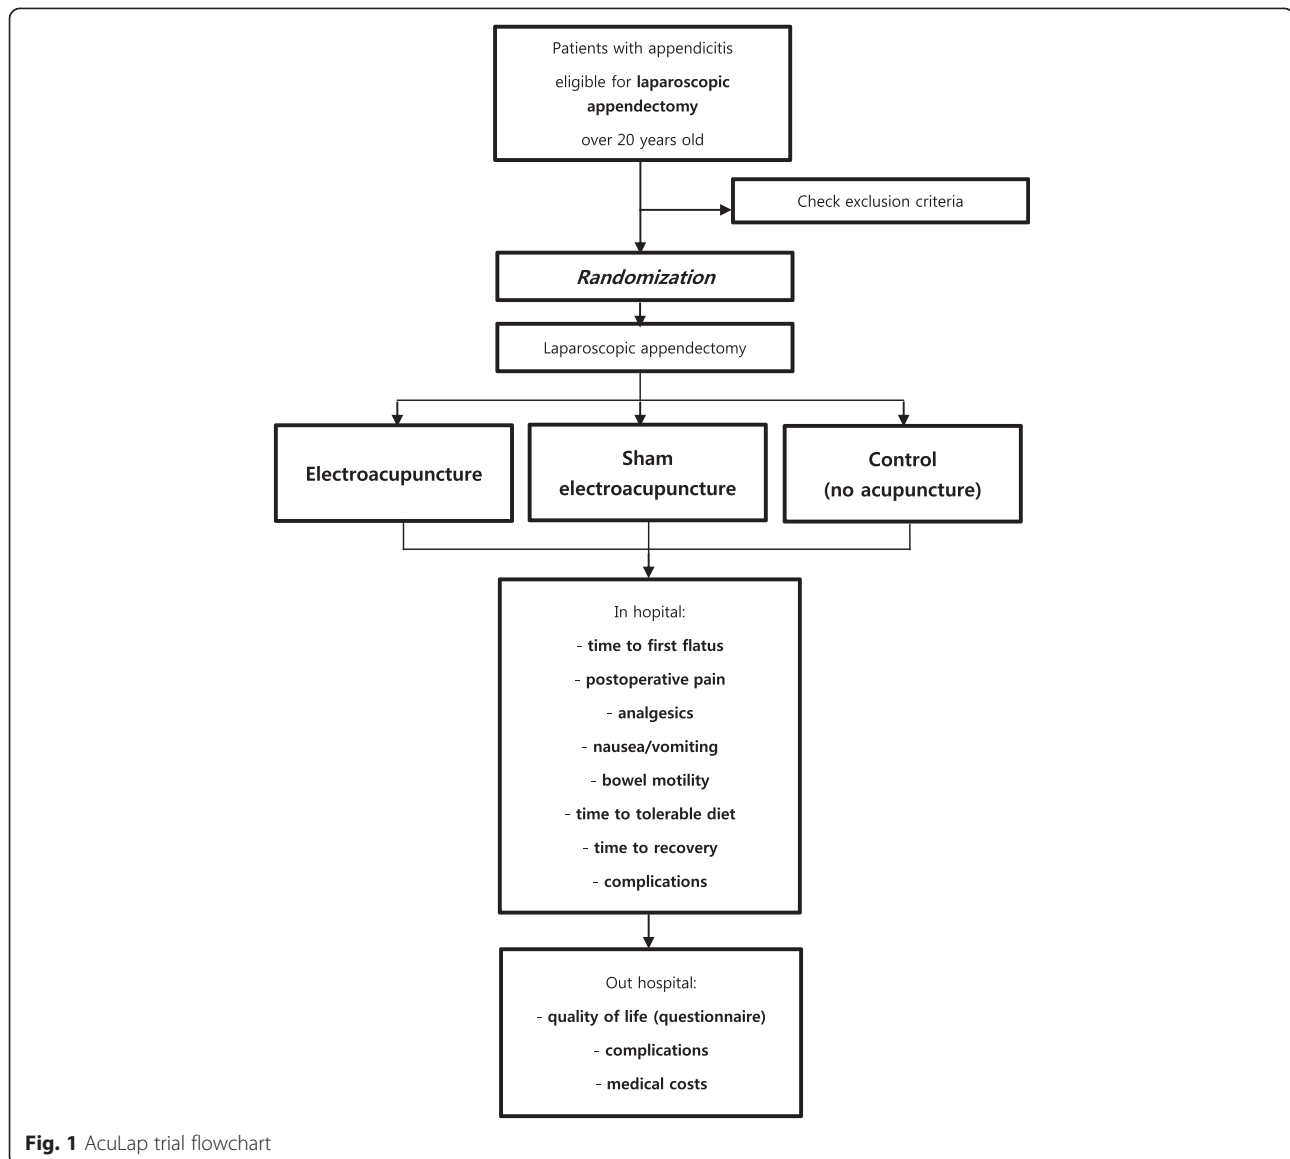 Patients with appendicitis
eligible for laparoscopic
appendectomy
over 20 years old
Check exclusion criteria
Randomization
Laparoscopic appendectomy
Electroacupuncture
Sham
electroacupuncture
Control
(no acupuncture)
In hopital:
- time to first flatus
- postoperative pain
- analgesics
- nausea/vomiting
- bowel motility
- time to tolerable diet
- time to recovery
- complications
Out hospital:
- quality of life (questionnaire)
- complications
- medical costs
Fig. 1 AcuLap trial flowchart